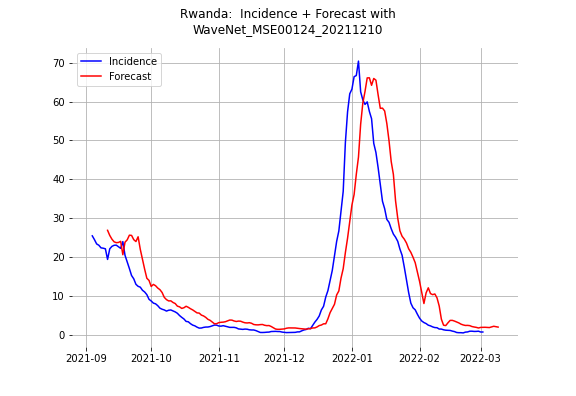 Rwanda:  Incidence + Forecast with
WaveNet_MSE00124_20211210
Incidence
Forecast
70
60
50
40
30
20
10
0
2021-09 2021-10 2021-11 2021-12 2022-01 2022-02 2022-03